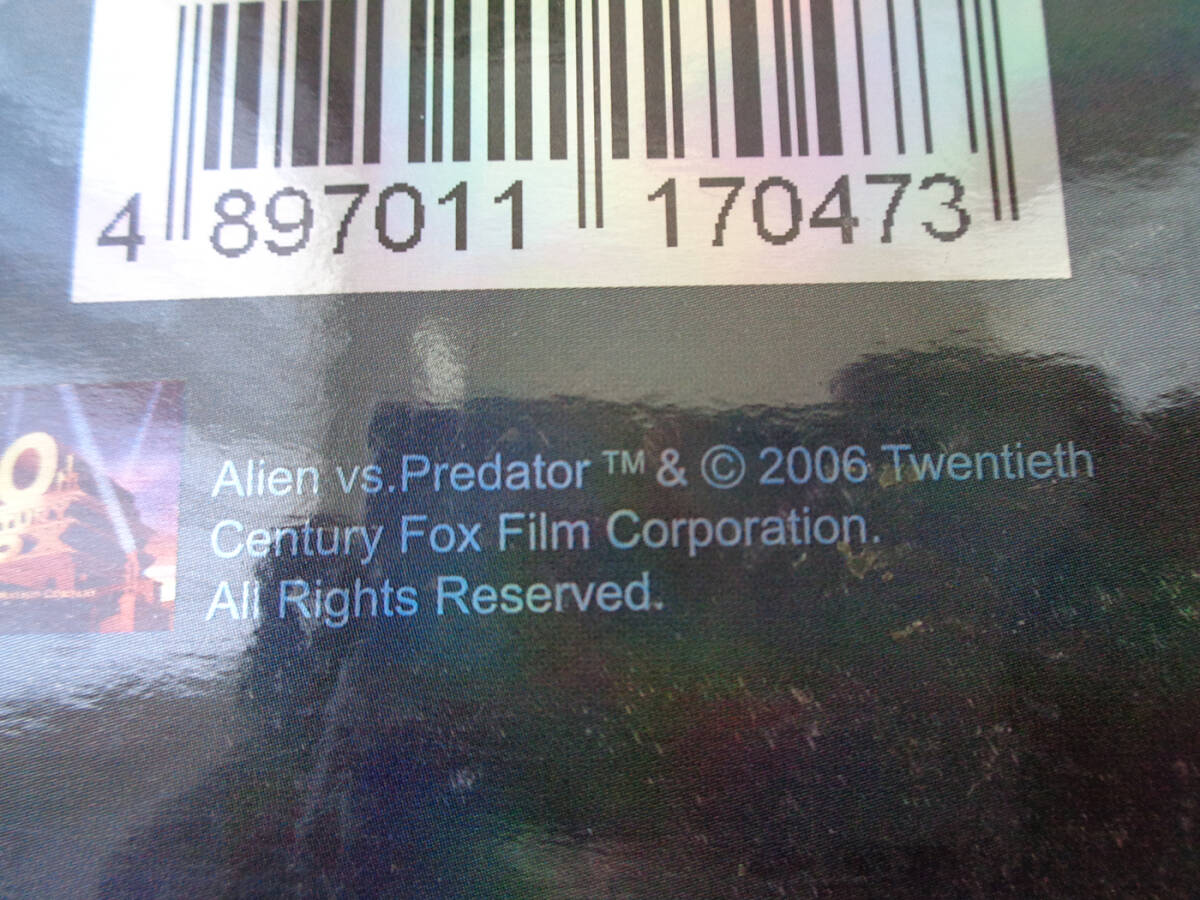 4 897011 170473
Alien vs.Predator ™ & © 2006 Twentieth
Century Fox Film Corporation.
All Rights Reserved.